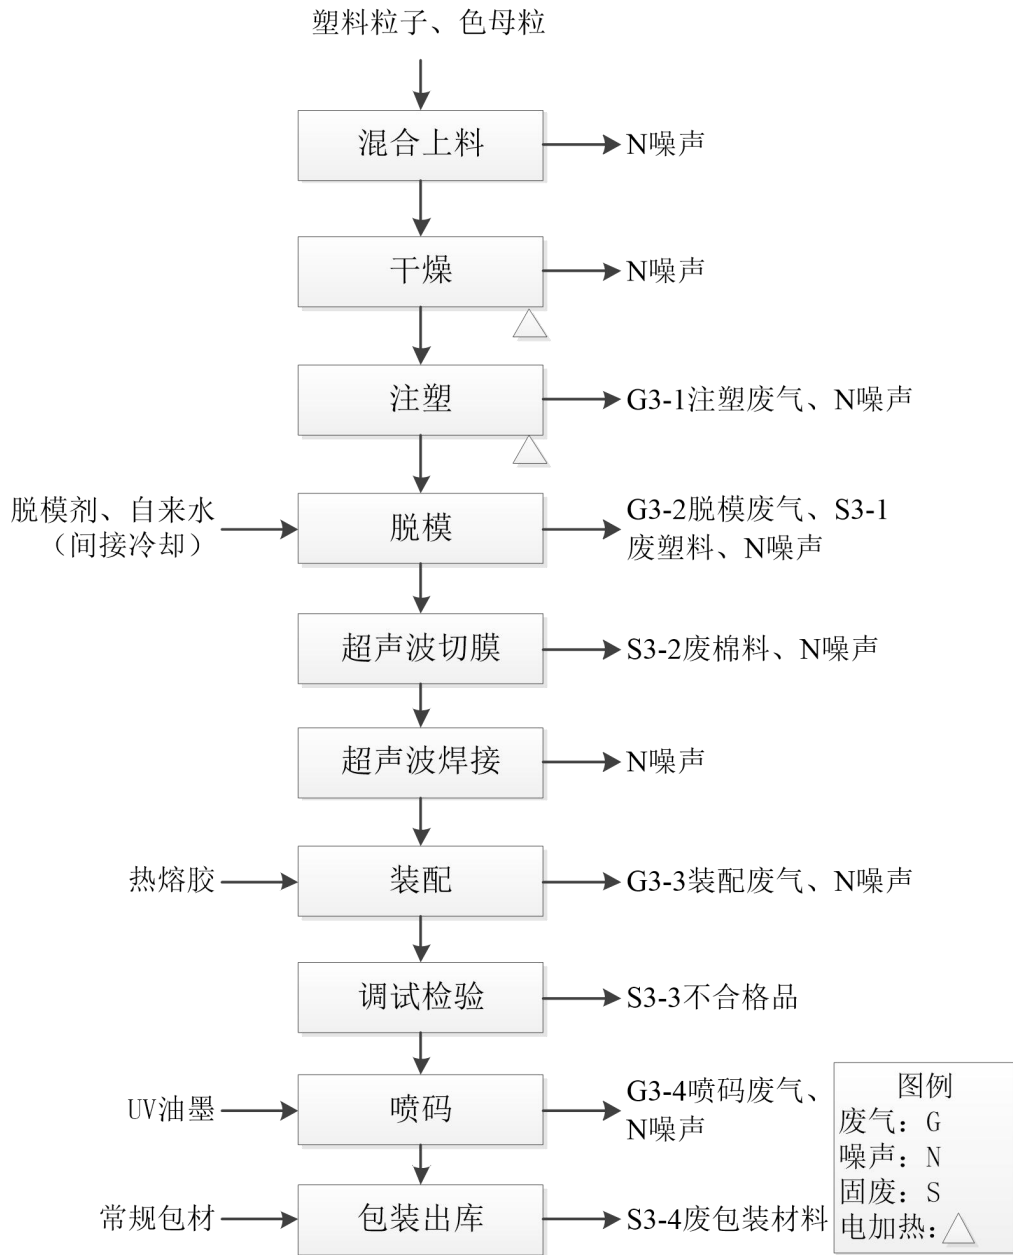 塑料粒子、色母粒
混合上料
N噪声
干燥
N噪声
注塑
G3-1注塑废气、N噪声
脱模剂、自来水
（间接冷却）
脱模
G3-2脱模废气、S3-1
废塑料、N噪声
超声波切膜
S3-2废棉料、N噪声
超声波焊接
N噪声
热熔胶
装配
G3-3装配废气、N噪声
调试检验
S3-3不合格品
UV油墨
喷码
G3-4喷码废气、
N噪声
常规包材
包装出库
S3-4废包装材料
图例
废气：G
噪声：N
固废：S
电加热：